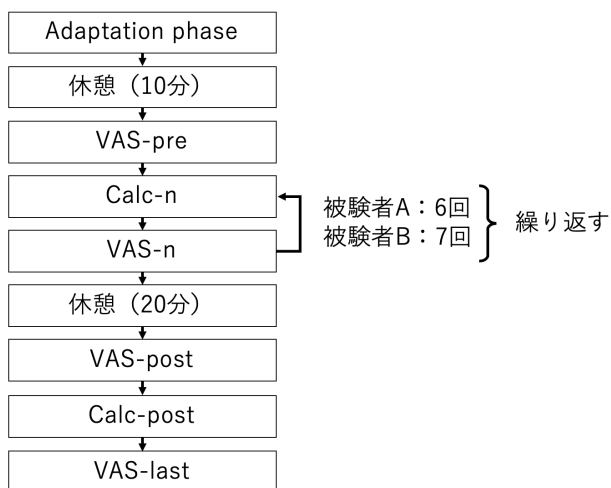 Adaptation phase
休憩（10分）
VAS-pre
Calc-n
VAS-n
被験者A：6回
被験者B：7回
繰り返す
休憩（20分）
VAS-post
Calc-post
VAS-last